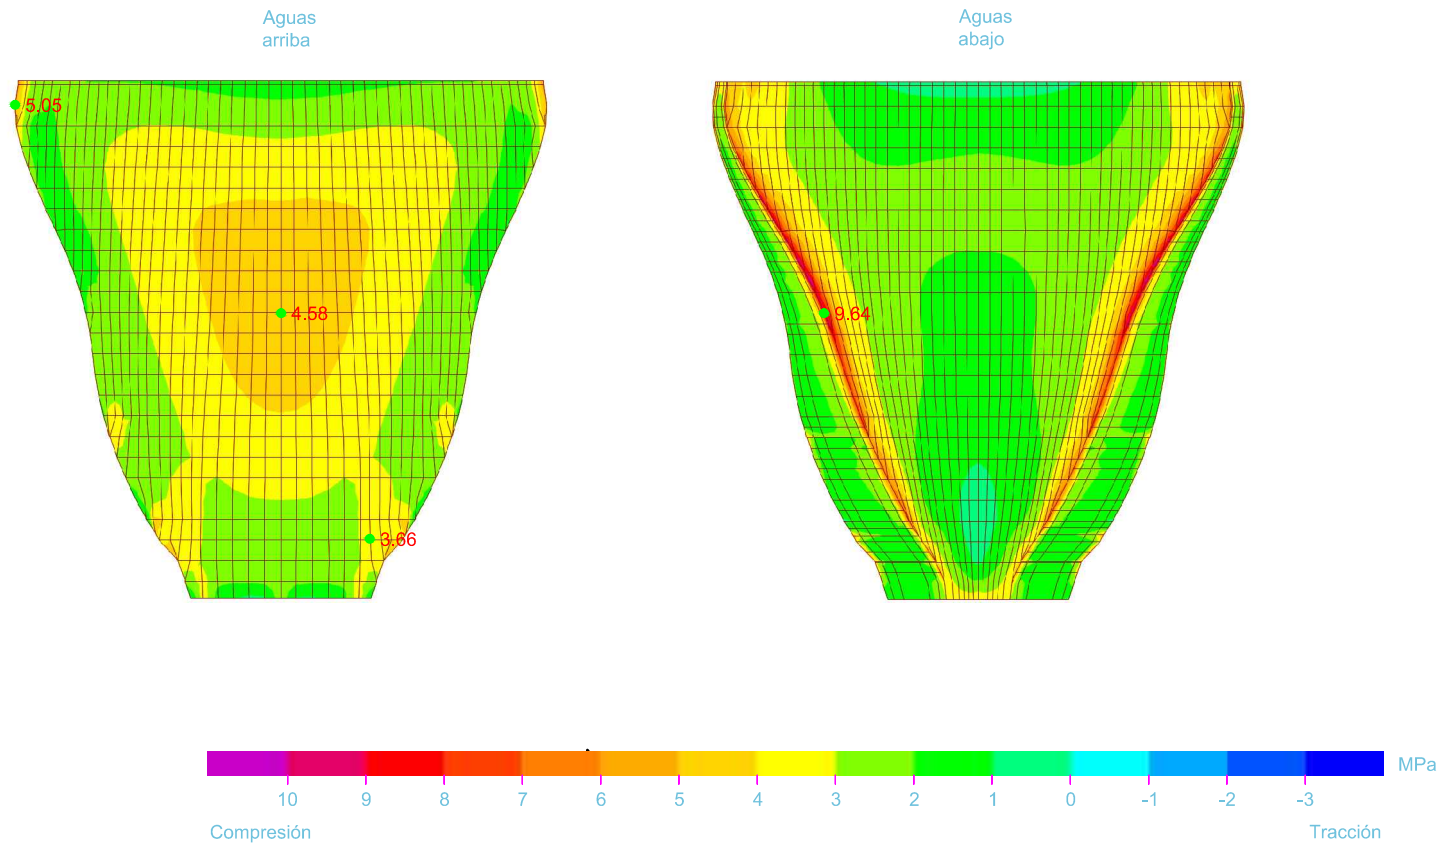 Aguas
arriba
Aguas
abajo
5.05
4.58
9.64
3.66
MPa
10 9 8 7 6 5 4 3 2 1 0 -1 -2 -3
Compresión
Tracción